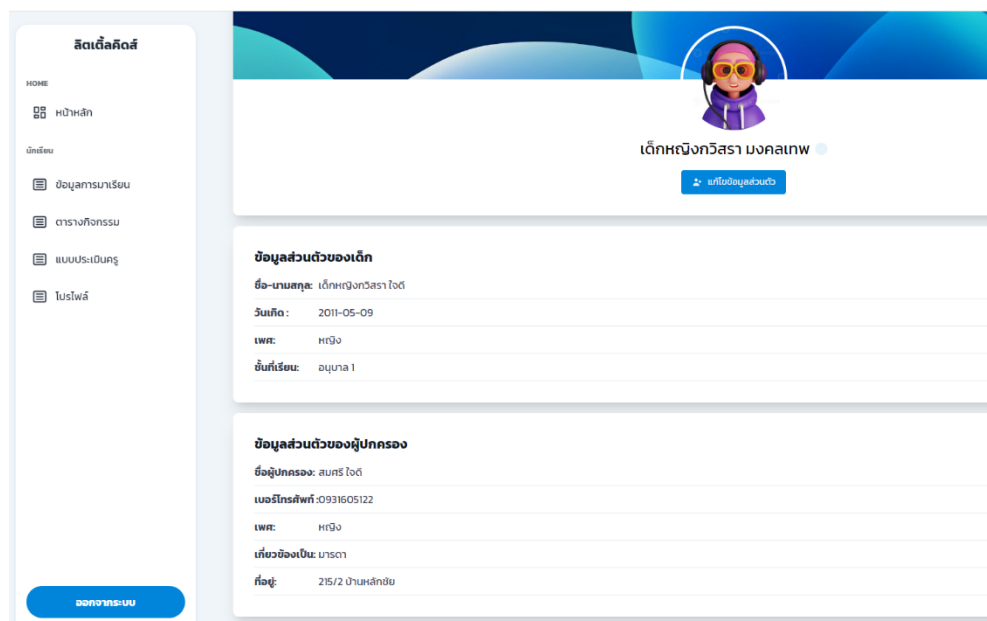 ลิตเติ้ลคิดส์
HOME
หน้าหลัก
นักเรียน
ข้อมูลการมาเรียน
ตารางกิจกรรม
แบบประเมินครู
โปรไฟล์
ออกจากระบบ
เด็กหญิงกวิสรา มงคลเทพ
แก้ไขข้อมูลส่วนตัว
ข้อมูลส่วนตัวของเด็ก
ชื่อ-นามสกุล: เด็กหญิงกวิสรา ใจดี
วันเกิด : 2011-05-09
เพศ: หญิง
ชั้นที่เรียน: อนุบาล 1
ข้อมูลส่วนตัวของผู้ปกครอง
ชื่อผู้ปกครอง: สมศรี ใจดี
เบอร์โทรศัพท์ :0931605122
เพศ: หญิง
เกี่ยวข้องเป็น: มารดา
ที่อยู่: 215/2 บ้านหลักชัย